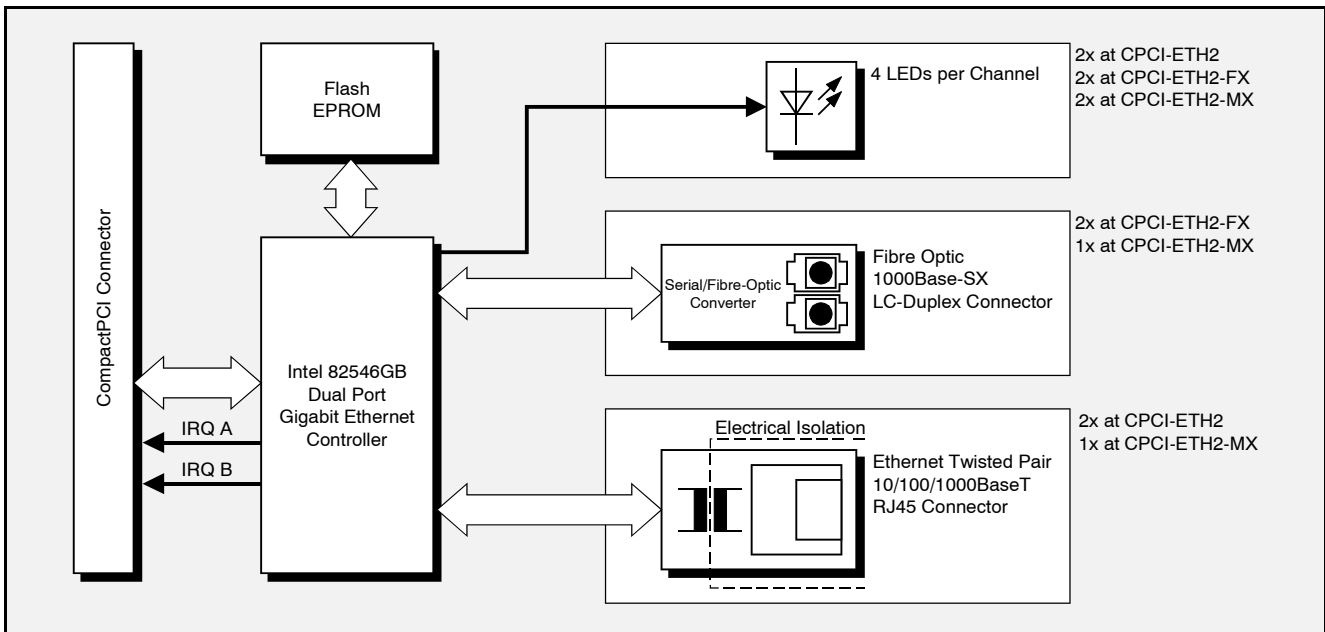 CompactPCI Connector
Flash
EPROM
4 LEDs per Channel
2x at CPCI-ETH2
2x at CPCI-ETH2-FX
2x at CPCI-ETH2-MX
Serial/Fibre-Optic
Converter
Fibre Optic
1000Base-SX
LC-Duplex Connector
2x at CPCI-ETH2-FX
1x at CPCI-ETH2-MX
Intel 82546GB
Dual Port
Gigabit Ethernet
Controller
IRQ A
IRQ B
Electrical Isolation
Ethernet Twisted Pair
10/100/1000BaseT
RJ45 Connector
2x at CPCI-ETH2
1x at CPCI-ETH2-MX